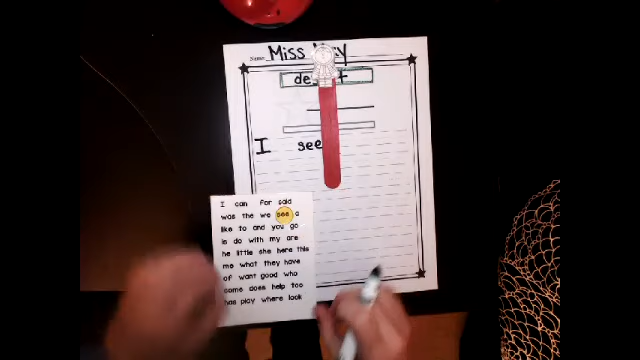 Name: Miss
I see
I can for said
was the we see a
like to and you go
is do with my are
he little she here this
me what they have
of want good who
come does help too
has play where look